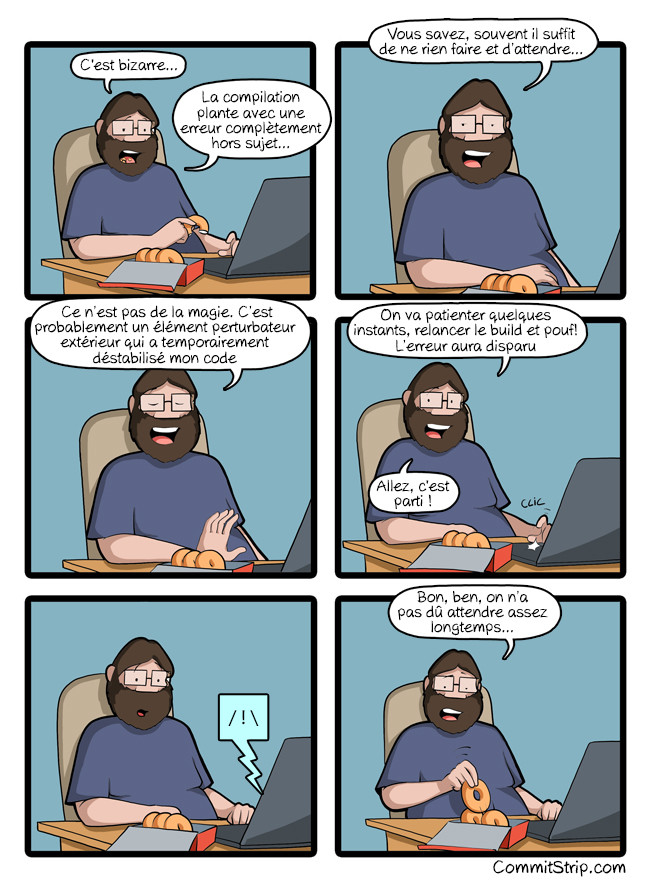 C'est bizarre...
La compilation
plante avec une
erreur complètement
hors sujet...
Vous savez, souvent il suffit
de ne rien faire et d'attendre...
Ce n'est pas de la magie. C'est
probablement un élément perturbateur
extérieur qui a temporairement
déstabilisé mon code
On va patienter quelques
instants, relancer le build et pouf!
L'erreur aura disparu
Allez, c'est
parti !
CLIC
/!\
Bon, ben, on n'a
pas dû attendre assez
longtemps...
CommitStrip.com